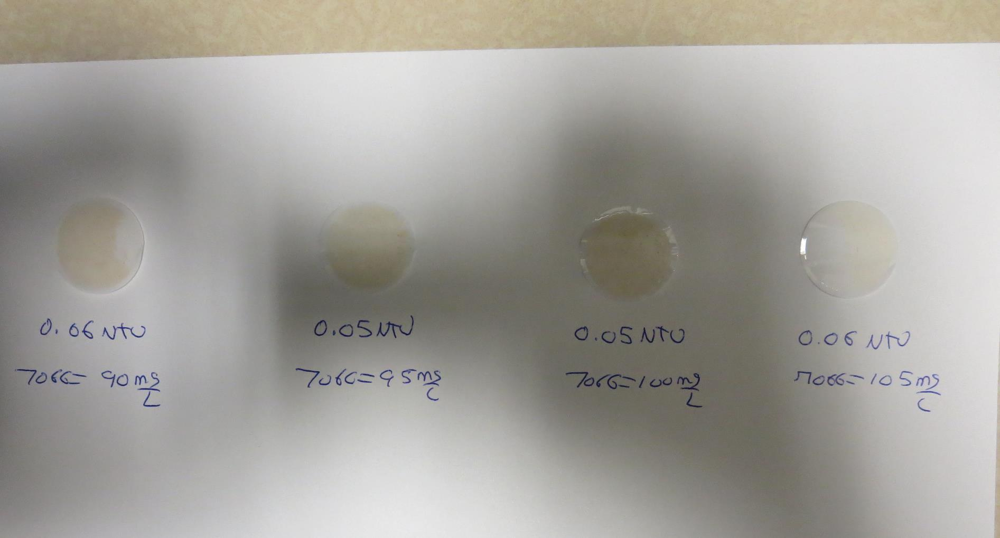 0.06 NTU
7066= 90 mg/L
0.05 NTU
7066= 95 mg/L
0.05 NTU
7066=100 mg/L
0.06 NTU
7066=105 mg/L